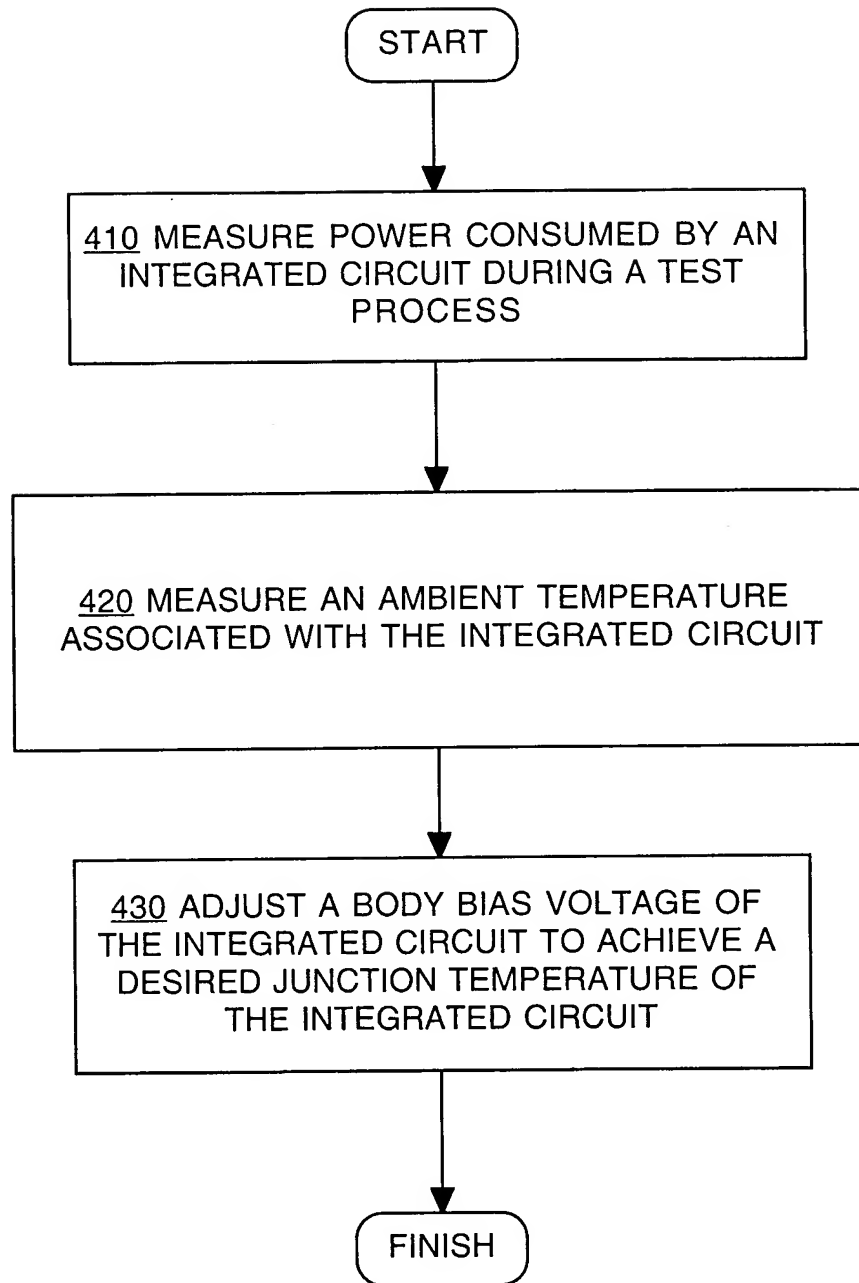 START
410 MEASURE POWER CONSUMED BY AN
INTEGRATED CIRCUIT DURING A TEST
PROCESS
420 MEASURE AN AMBIENT TEMPERATURE
ASSOCIATED WITH THE INTEGRATED CIRCUIT
430 ADJUST A BODY BIAS VOLTAGE OF
THE INTEGRATED CIRCUIT TO ACHIEVE A
DESIRED JUNCTION TEMPERATURE OF
THE INTEGRATED CIRCUIT
FINISH